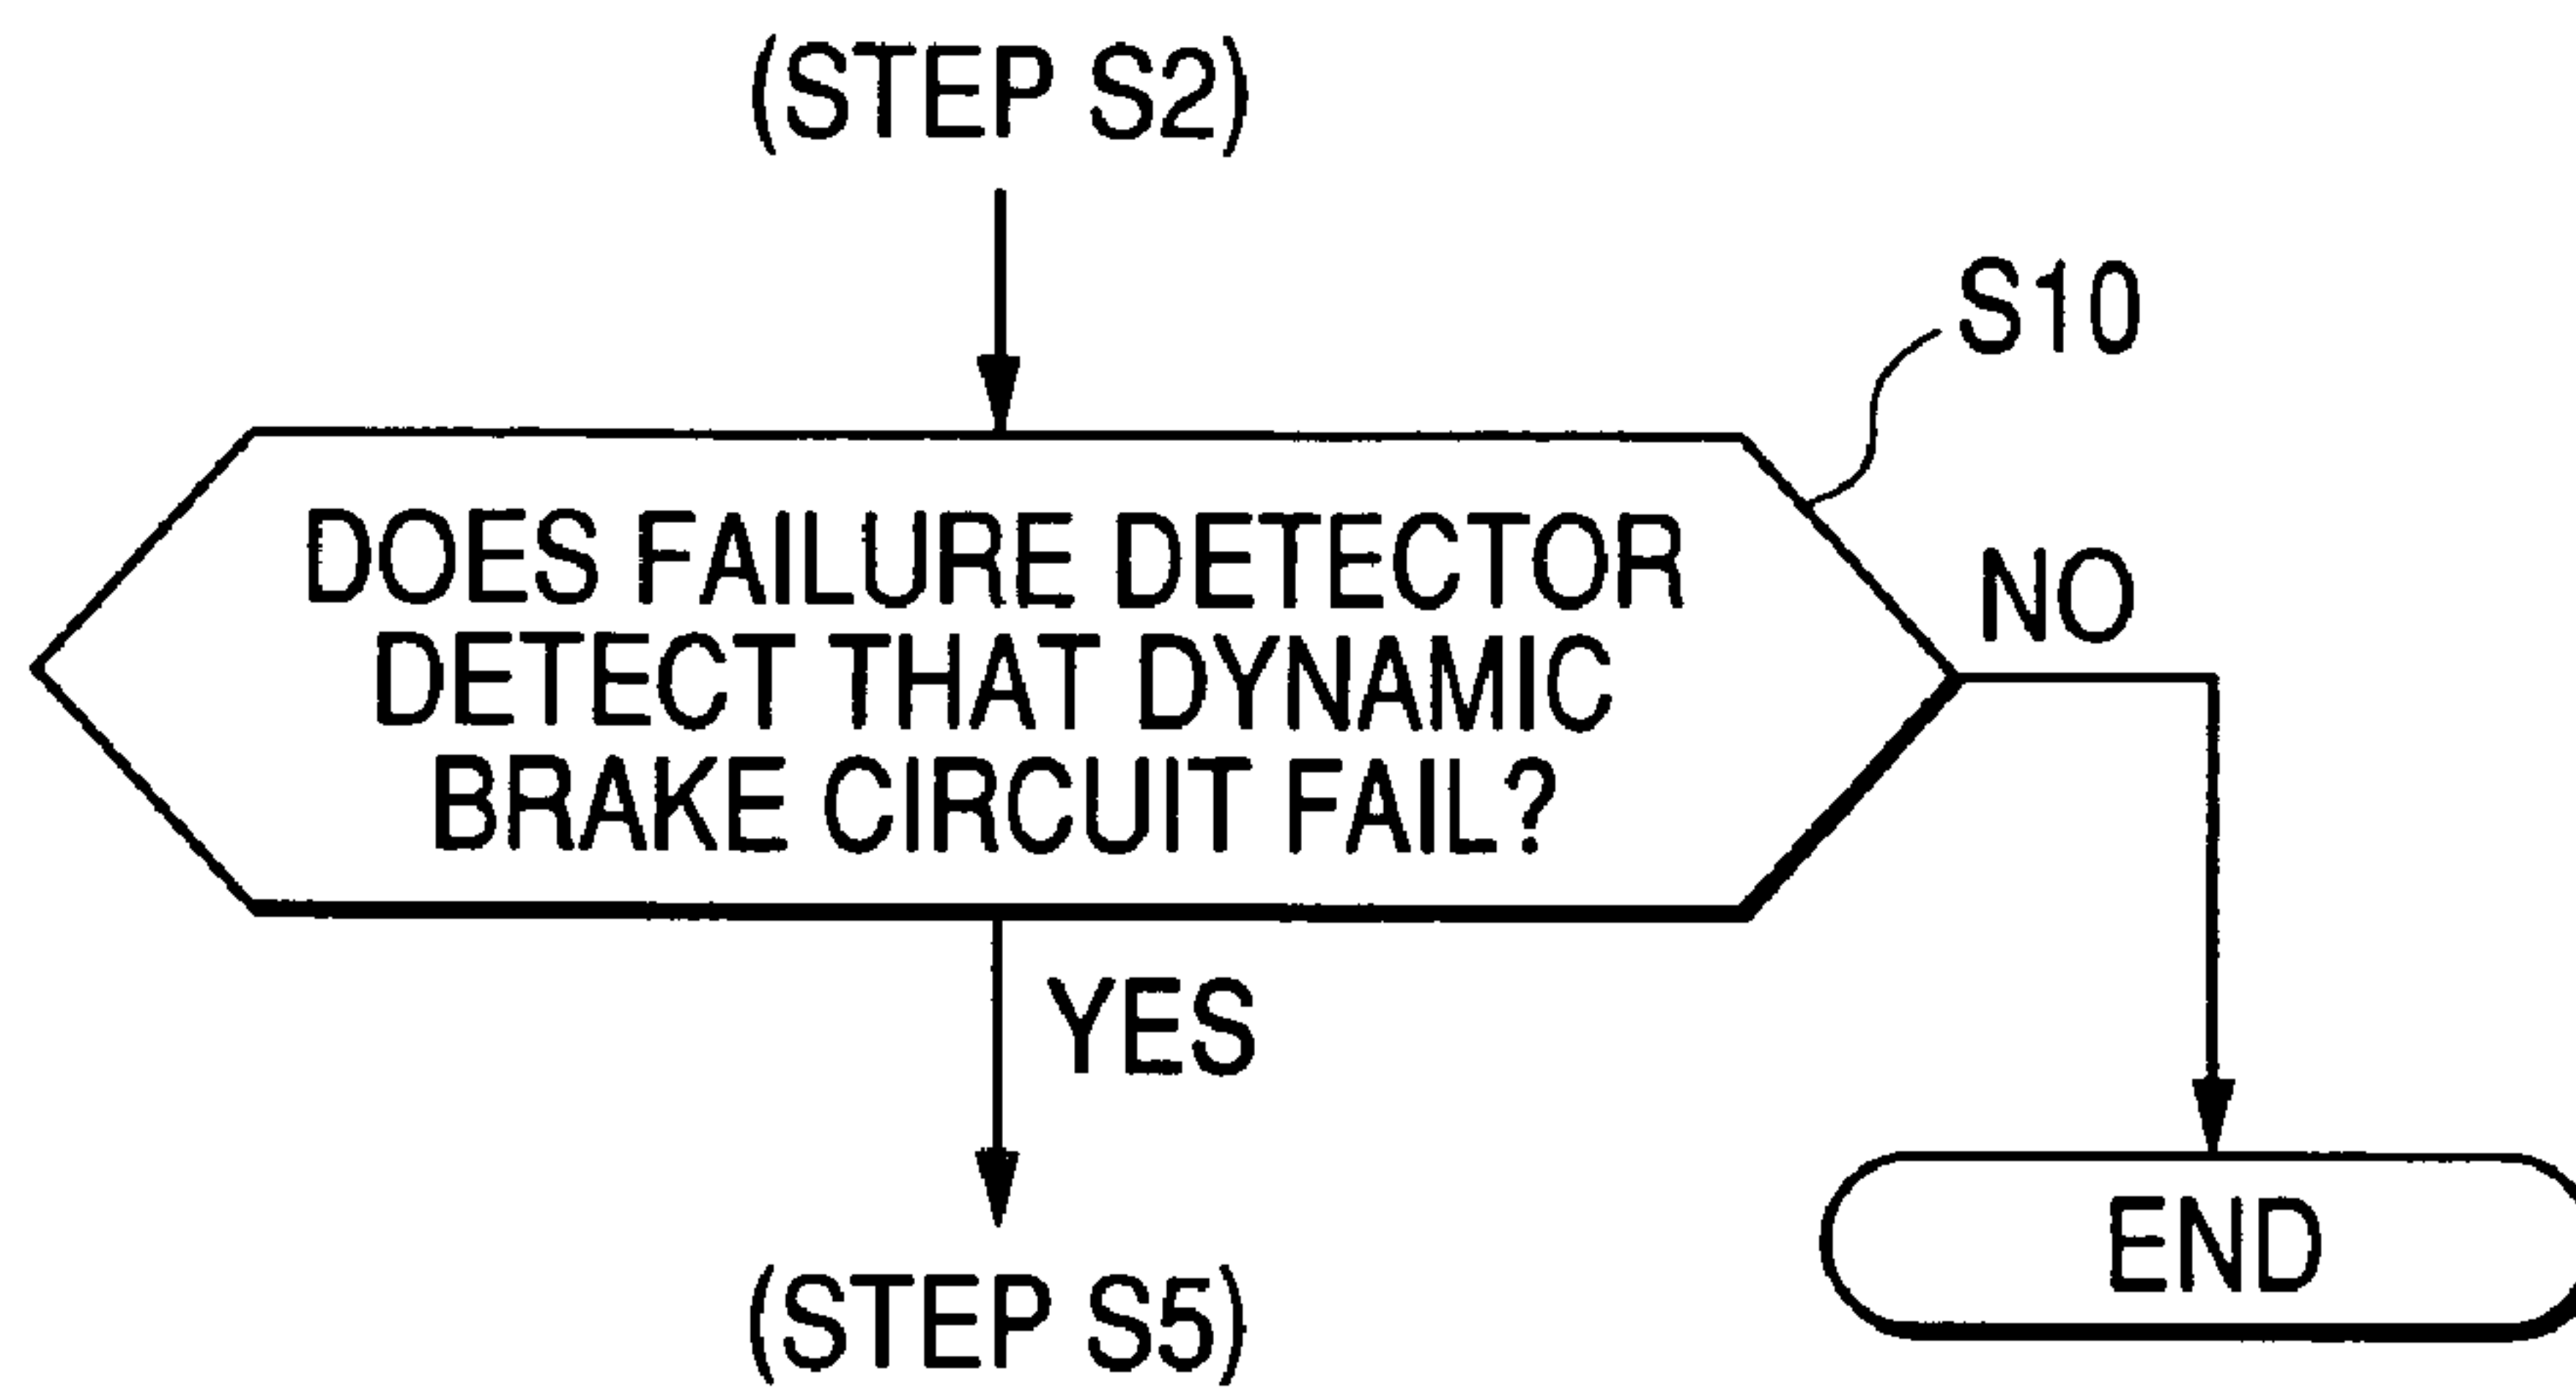 (STEP S2)
S10
DOES FAILURE DETECTOR
DETECT THAT DYNAMIC
BRAKE CIRCUIT FAIL?
NO
YES
END
(STEP S5)